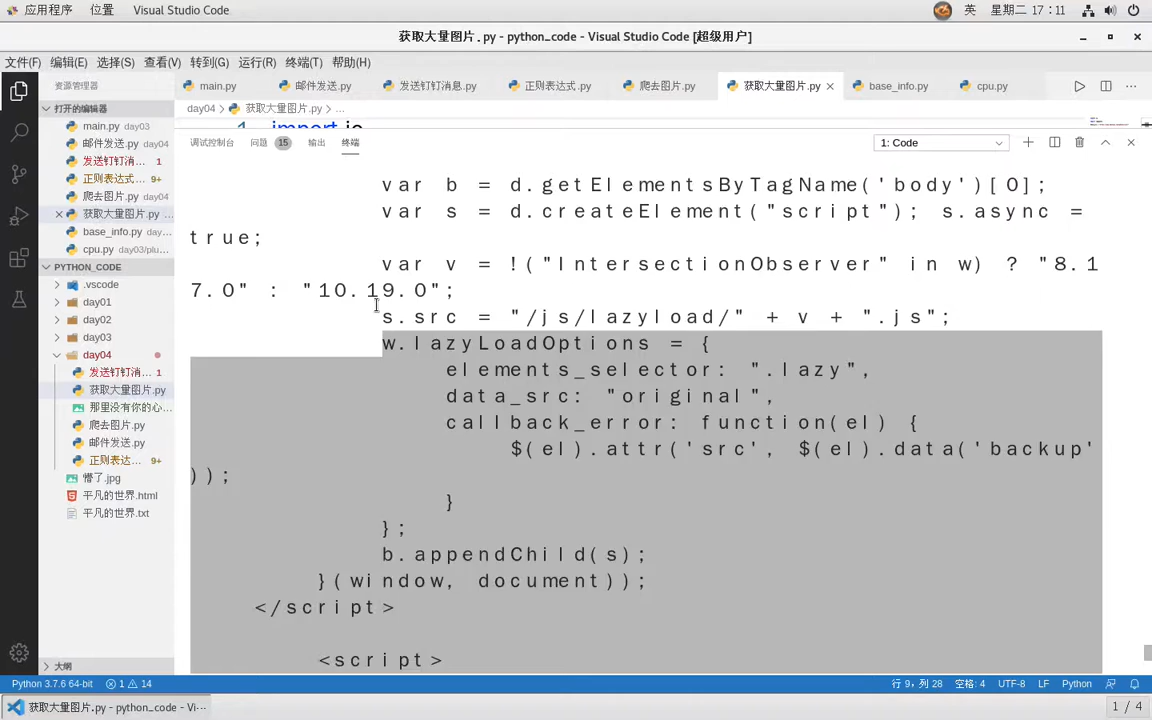 应用程序 位置 Visual Studio Code 英 星期二 17:11
获取大量图片.py - python_code - Visual Studio Code [超级用户]
文件(F) 编辑(E) 选择(S) 查看(V) 转到(G) 运行(R) 终端(T) 帮助(H)
资源管理器
main.py 邮件发送.py 发送钉钉消息.py 正则表达式.py 爬去图片.py 获取大量图片.py base_info.py cpu.py
day04 > 获取大量图片.py > ...
1 import io
调试控制台 问题 15 输出 终端 1: Code
打开的编辑器
main.py day03
邮件发送.py day04
发送钉钉消... 1
正则表达式... 9+
爬去图片.py day04
获取大量图片.py ...
base_info.py day...
cpu.py day03/plu...
PYTHON_CODE
.vscode
day01
day02
day03
day04
发送钉钉消... 1
获取大量图片.py
那里没有你的心...
爬去图片.py
邮件发送.py
正则表达式... 9+
懵了.jpg
平凡的世界.html
平凡的世界.txt
大纲
var b = d.getElementsByTagName('body')[0];
var s = d.createElement("script"); s.async =
true;
var v = !("IntersectionObserver" in w) ? "8.1
7.0" : "10.19.0";
s.src = "/js/lazyload/" + v + ".js";
w.lazyLoadOptions = {
elements_selector: ".lazy",
data_src: "original",
callback_error: function(el) {
$(el).attr('src', $(el).data('backup'
));
}
};
b.appendChild(s);
}(window, document));
</script>
<script>
Python 3.7.6 64-bit 1 14 行 9，列 28 空格: 4 UTF-8 LF Python
获取大量图片.py - python_code - Vis··· 1 / 4